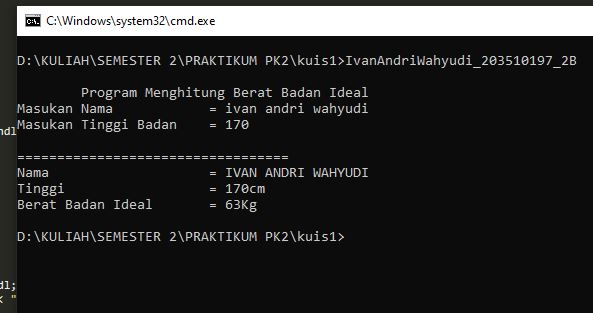 C:\Windows\system32\cmd.exe
D:\KULIAH\SEMESTER 2\PRAKTIKUM PK2\kuis1>IvanAndriWahyudi_203510197_2B
Program Menghitung Berat Badan Ideal
Masukan Nama = ivan andri wahyudi
Masukan Tinggi Badan = 170
==================================
Nama = IVAN ANDRI WAHYUDI
Tinggi = 170cm
Berat Badan Ideal = 63Kg
D:\KULIAH\SEMESTER 2\PRAKTIKUM PK2\kuis1>